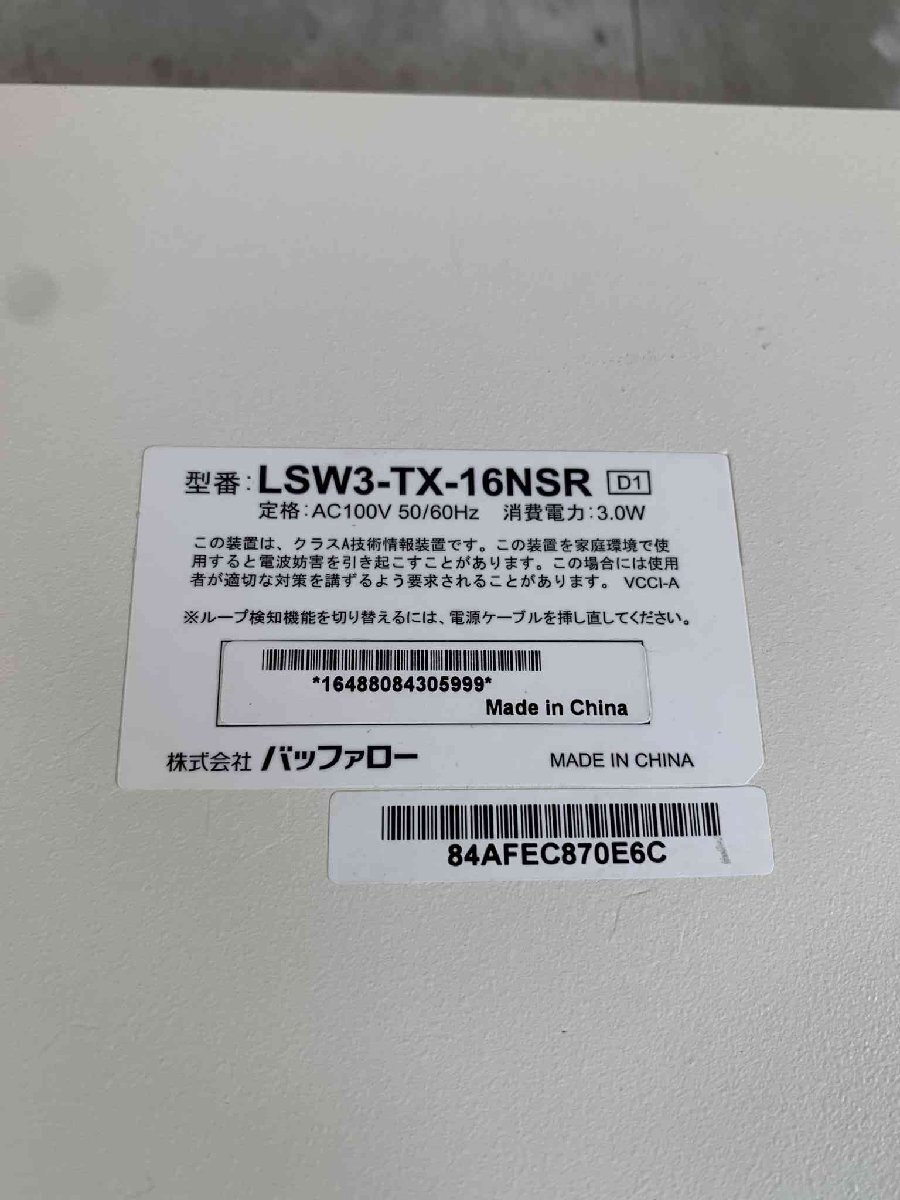 型番：LSW3-TX-16NSR D1
定格：AC100V 50/60Hz 消費電力：3.0W
この装置は、クラスA技術情報装置です。この装置を家庭環境で使
用すると電波妨害を引き起こすことがあります。この場合には使用
者が適切な対策を講ずるよう要求されることがあります。 VCCI-A
※ループ検知機能を切り替えるには、電源ケーブルを挿し直してください。
*16488084305999*
Made in China
株式会社 バッファロー MADE IN CHINA
84AFEC870E6C